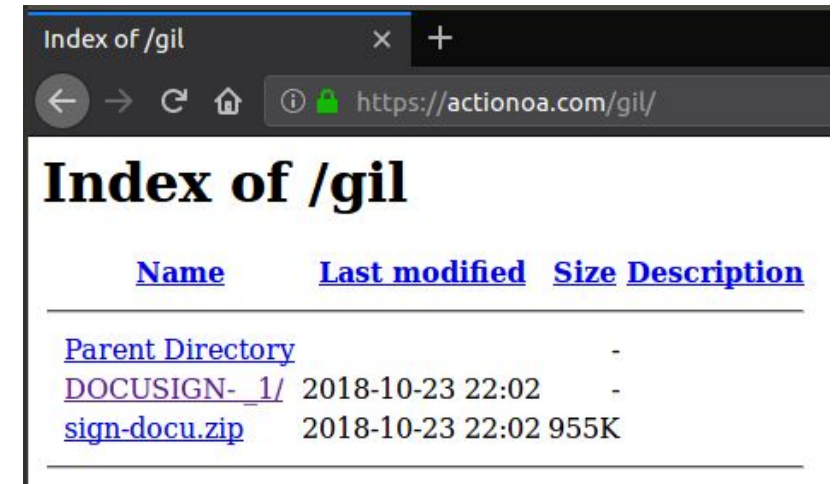 Index of /gil
https://actionoa.com/gil/
Index of /gil
Name Last modified Size Description
Parent Directory -
DOCUSIGN-_1/ 2018-10-23 22:02 -
sign-docu.zip 2018-10-23 22:02 955K